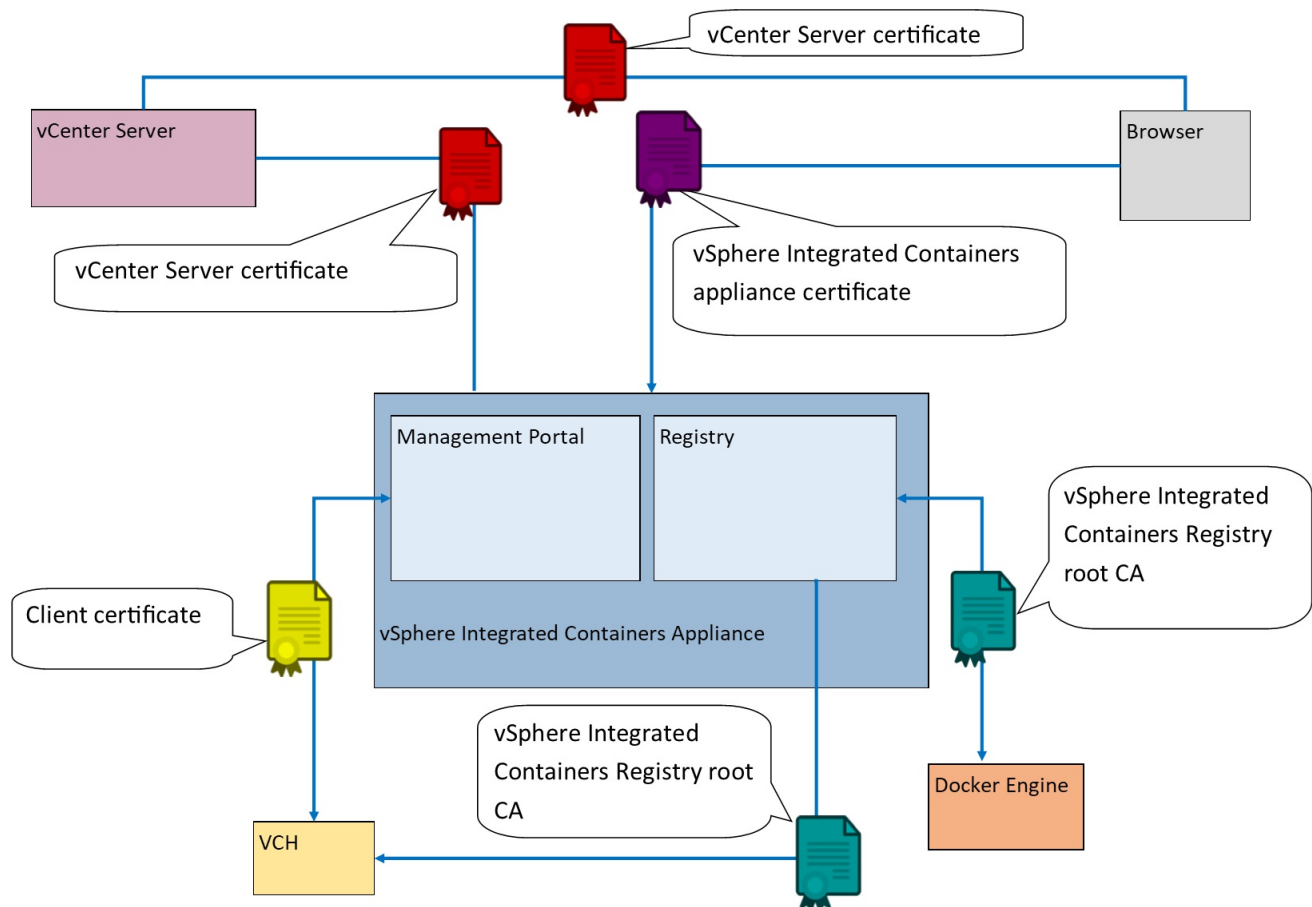 vCenter Server certificate
vCenter Server
Browser
vCenter Server certificate
vSphere Integrated Containers
appliance certificate
Management Portal
Registry
vSphere Integrated
Containers Registry
root CA
Client certificate
vSphere Integrated Containers Appliance
vSphere Integrated
Containers Registry root
CA
Docker Engine
VCH